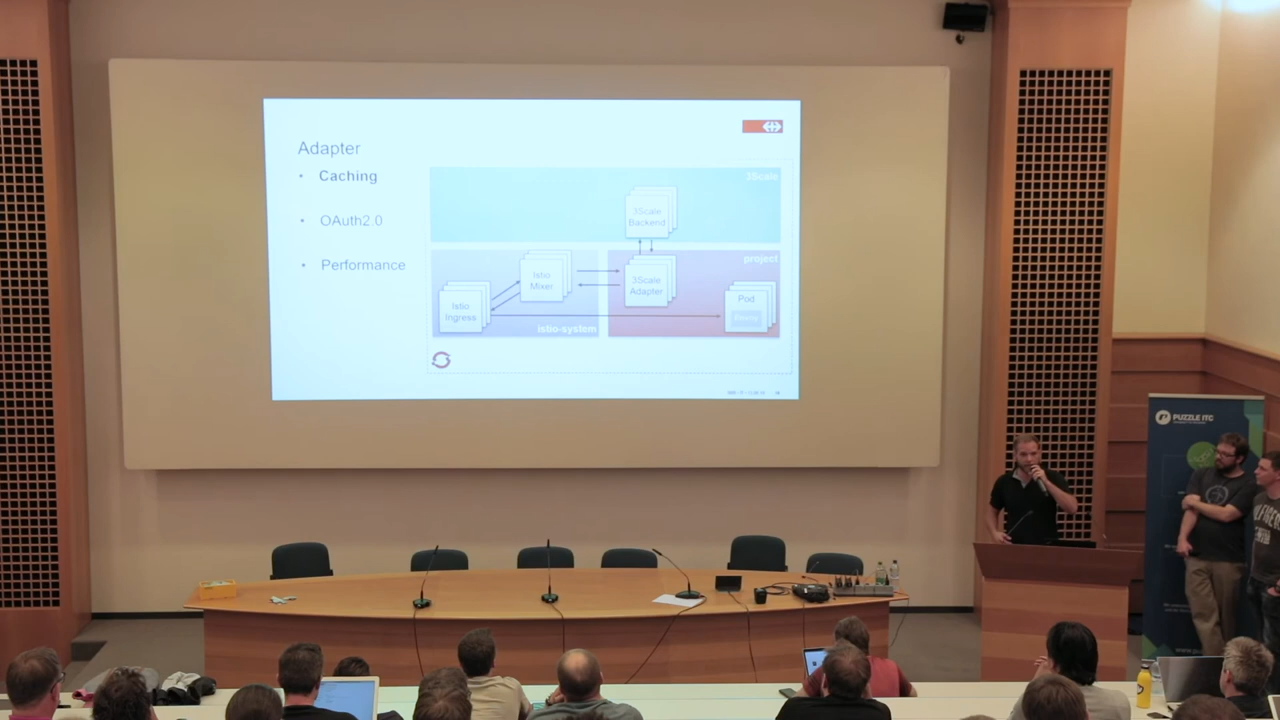 Adapter
• Caching
• OAuth2.0
• Performance
3Scale
3Scale
Backend
project
Istio
Mixer
3Scale
Adapter
Istio
Ingress
Pod
istio-system
PUZZLE ITC